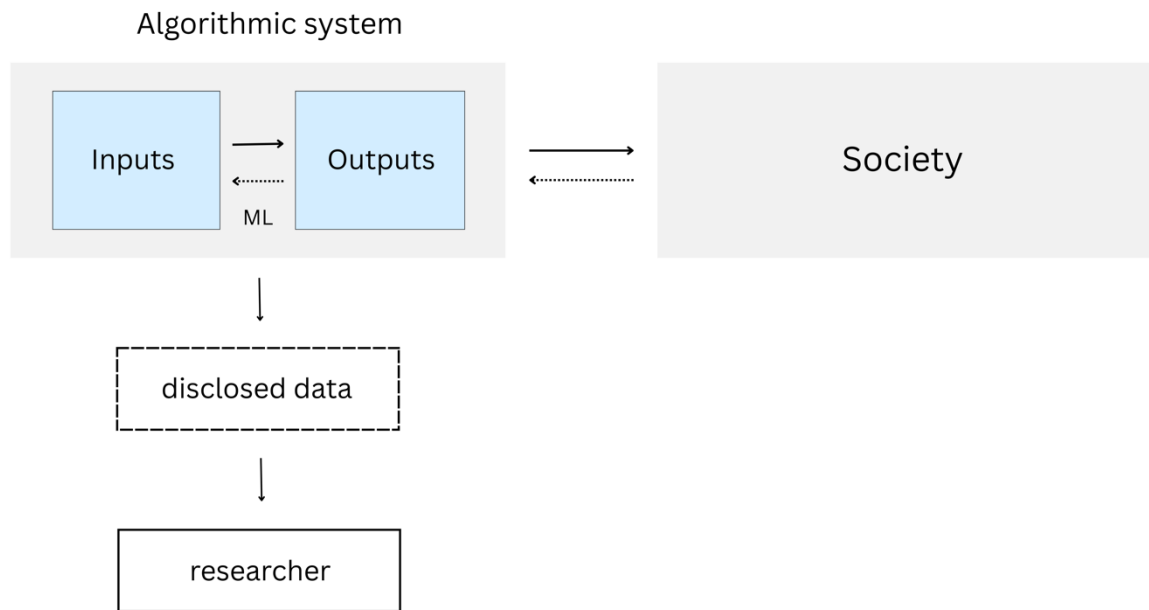 Algorithmic system
Inputs
Outputs
ML
Society
disclosed data
researcher